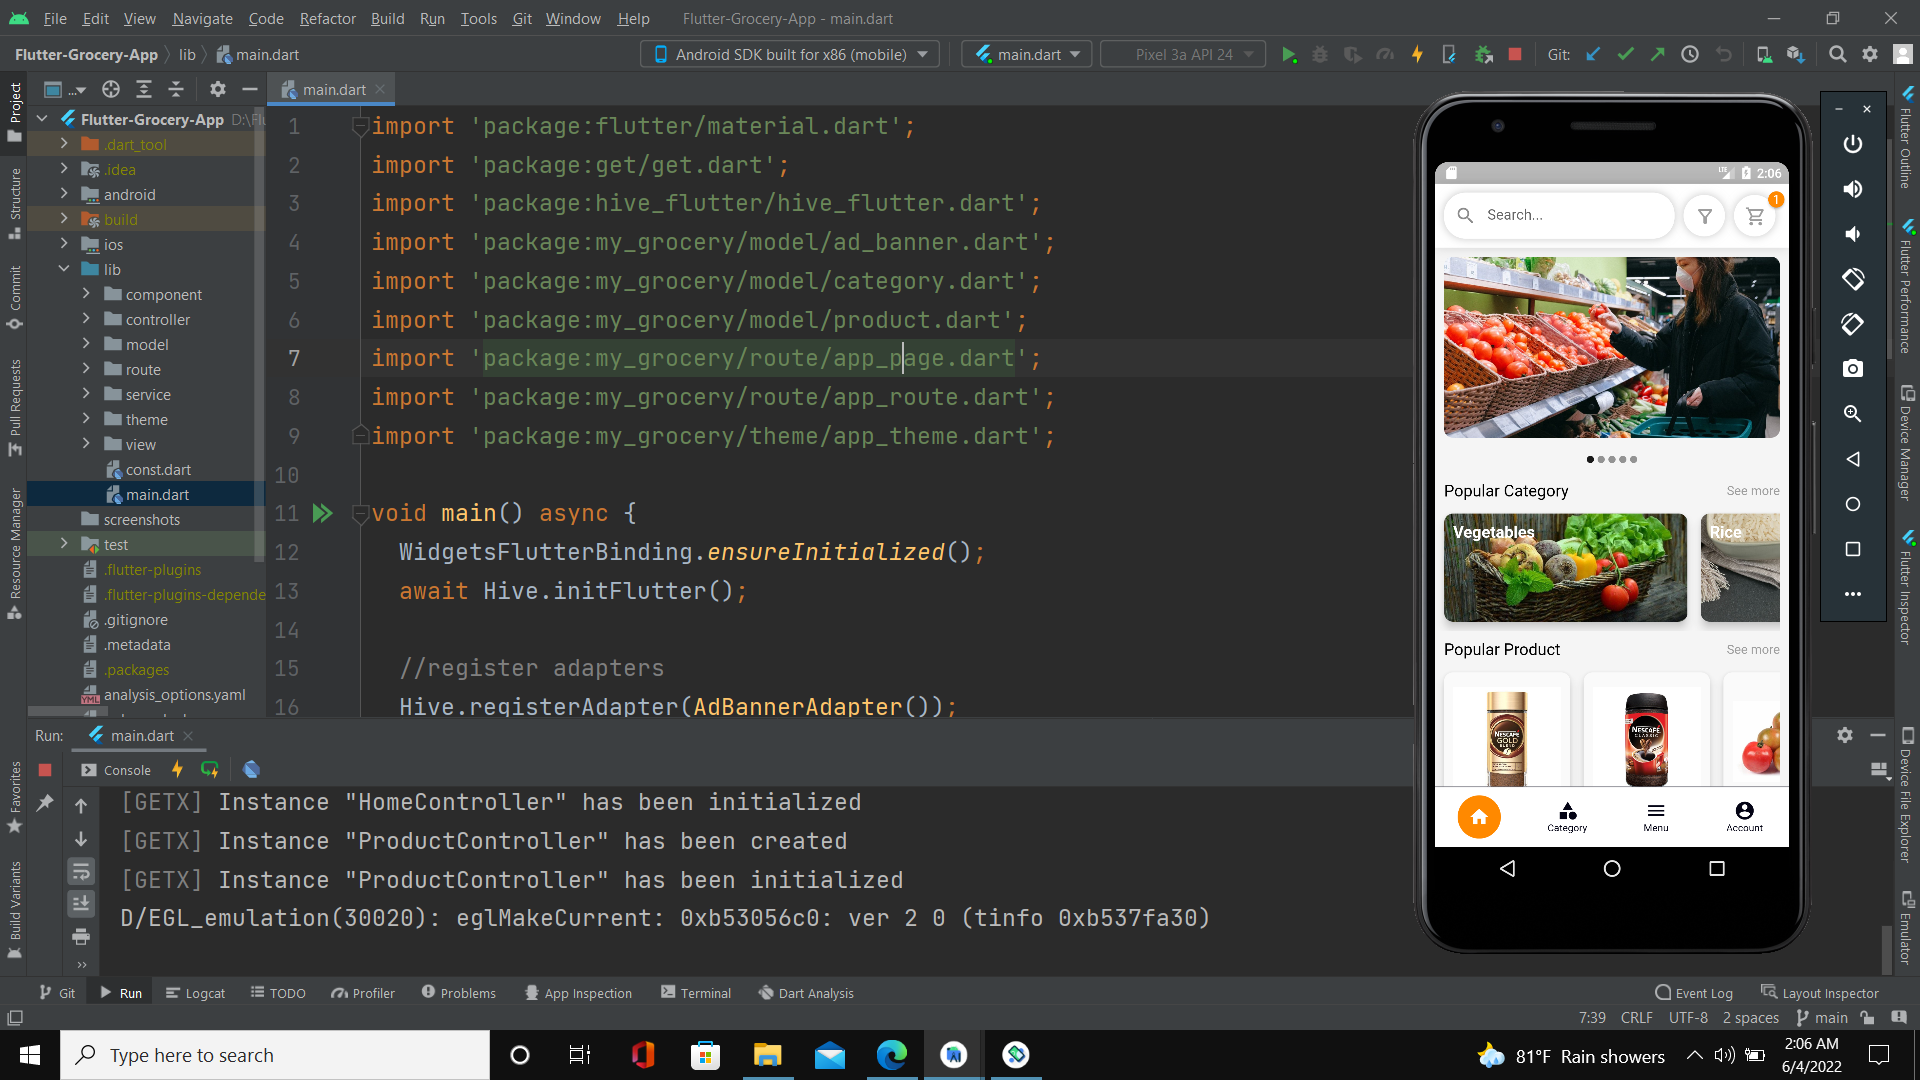 File Edit View Navigate Code Refactor Build Run Tools Git Window Help Flutter-Grocery-App - main.dart
Flutter-Grocery-App lib main.dart
Android SDK built for x86 (mobile) main.dart Pixel 3a API 24 Git:
Project
Structure
Commit
Pull Requests
Resource Manager
Favorites
Build Variants
...
Flutter-Grocery-App
.dart_tool
.idea
android
build
ios
lib
component
controller
model
route
service
theme
view
const.dart
main.dart
screenshots
test
.flutter-plugins
.flutter-plugins-depende
.gitignore
.metadata
.packages
analysis_options.yaml
main.dart
1 import 'package:flutter/material.dart';
2 import 'package:get/get.dart';
3 import 'package:hive_flutter/hive_flutter.dart';
4 import 'package:my_grocery/model/ad_banner.dart';
5 import 'package:my_grocery/model/category.dart';
6 import 'package:my_grocery/model/product.dart';
7 import 'package:my_grocery/route/app_page.dart';
8 import 'package:my_grocery/route/app_route.dart';
9 import 'package:my_grocery/theme/app_theme.dart';
10
11 void main() async {
12 WidgetsFlutterBinding.ensureInitialized();
13 await Hive.initFlutter();
14
15 //register adapters
16 Hive.registerAdapter(AdBannerAdapter());
2:06
Search...
1
Popular Category See more
Vegetables
Rice
Popular Product See more
NESCAFÉ
GOLD
NESCAFÉ
CLASSIC
Category Menu Account
Flutter Outline
Flutter Performance
Device Manager
Flutter Inspector
Device File Explorer
Emulator
Run: main.dart
Console
[GETX] Instance "HomeController" has been initialized
[GETX] Instance "ProductController" has been created
[GETX] Instance "ProductController" has been initialized
D/EGL_emulation(30020): eglMakeCurrent: 0xb53056c0: ver 2 0 (tinfo 0xb537fa30)
Git Run Logcat TODO Profiler Problems App Inspection Terminal Dart Analysis Event Log Layout Inspector
7:39 CRLF UTF-8 2 spaces main
Type here to search
81°F Rain showers
2:06 AM
6/4/2022